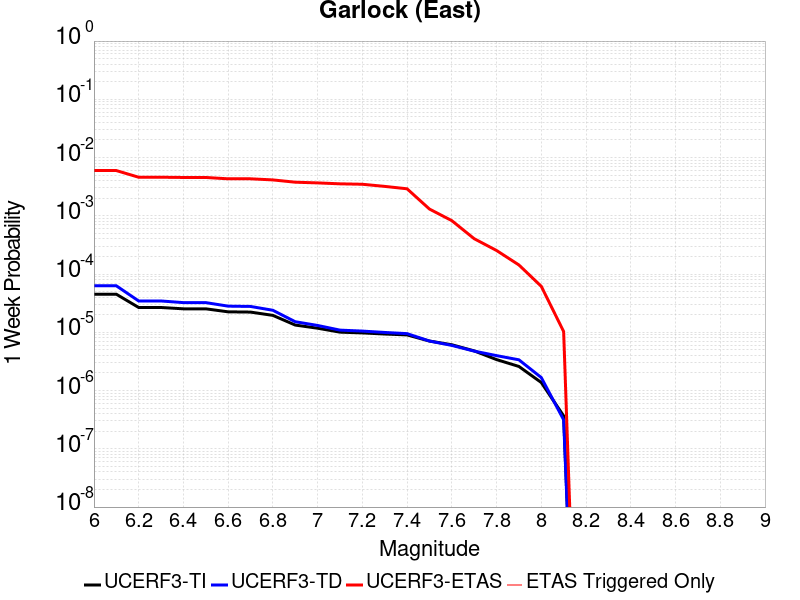 Garlock (East)
10^0
10^-1
10^-2
10^-3
10^-4
10^-5
10^-6
10^-7
10^-8
1 Week Probability
6 6.2 6.4 6.6 6.8 7 7.2 7.4 7.6 7.8 8 8.2 8.4 8.6 8.8 9
Magnitude
UCERF3-TI UCERF3-TD UCERF3-ETAS ETAS Triggered Only